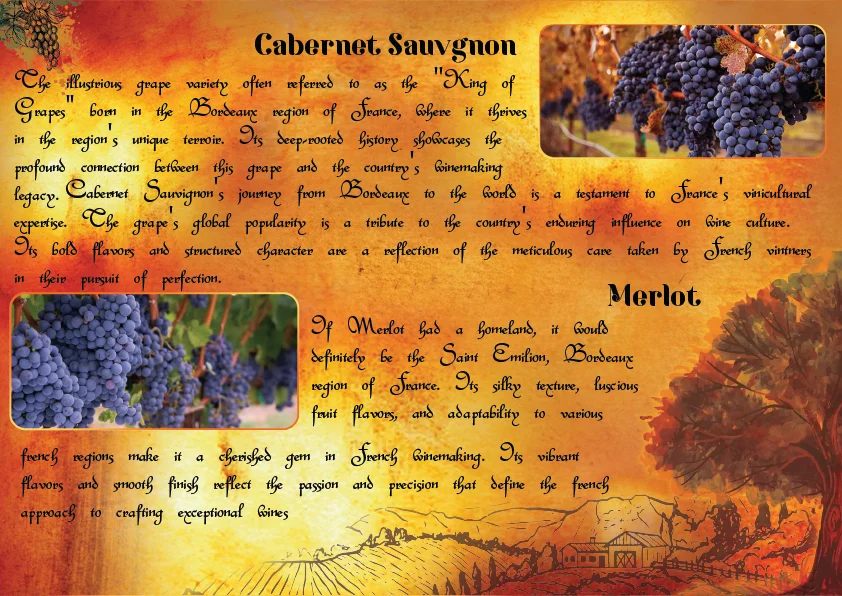 Cabernet Sauvgnon
The illustrious grape variety often referred to as the "King of
Grapes" born in the Bordeaux region of France, where it thrives
in the region's unique terroir. Its deep-rooted history showcases the
profound connection between this grape and the country's winemaking
legacy. Cabernet Sauvignon's journey from Bordeaux to the world is a testament to France's vinicultural
expertise. The grape's global popularity is a tribute to the country's enduring influence on wine culture.
Its bold flavors and structured character are a reflection of the meticulous care taken by French vintners
in their pursuit of perfection.
Merlot
If Merlot had a homeland, it would
definitely be the Saint Emilion, Bordeaux
region of France. Its silky texture, luscious
fruit flavors, and adaptability to various
french regions make it a cherished gem in French winemaking. Its vibrant
flavors and smooth finish reflect the passion and precision that define the french
approach to crafting exceptional wines